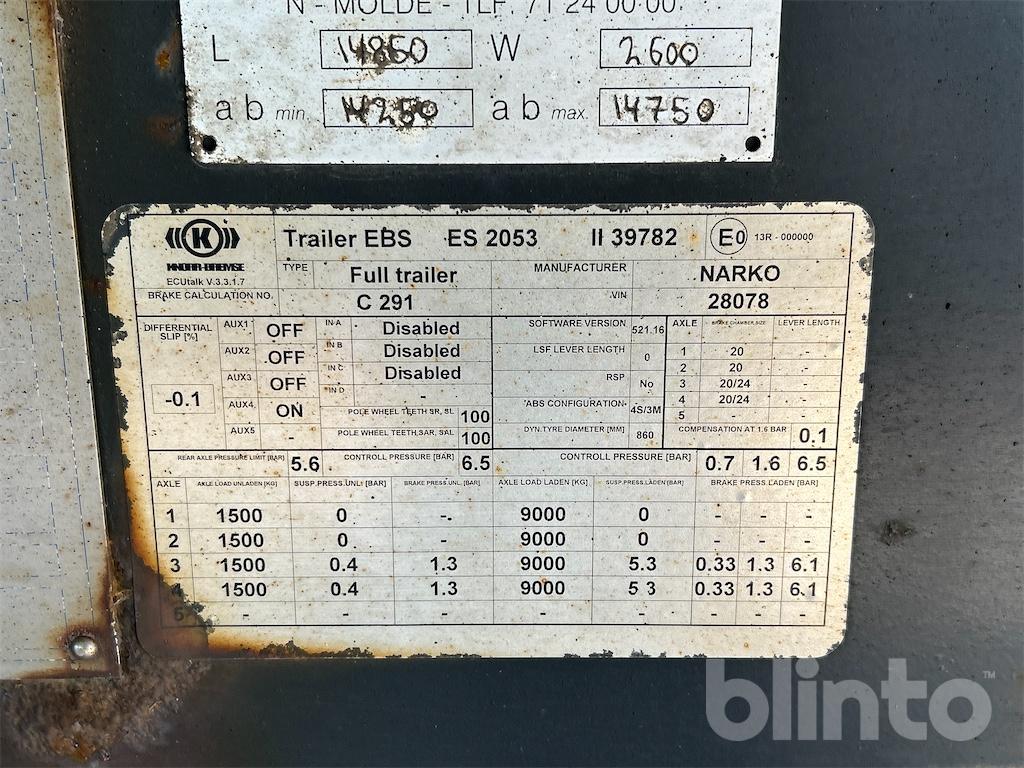 N - MOLDE - TLF. 71 24 00 00
L 14860 W 2600
ab min. 14250 ab max. 14750
K KNORR-BREMSE
Trailer EBS ES 2053 II 39782 E0 13R - 000000
ECUtalk V.3.3.1.7 TYPE Full trailer MANUFACTURER NARKO
BRAKE CALCULATION NO. C 291 VIN 28078
DIFFERENTIAL SLIP [%] -0.1
AUX1 OFF IN A Disabled
AUX2 OFF IN B Disabled
AUX3 OFF IN C Disabled
AUX4 ON IN D -
AUX5 -
POLE WHEEL TEETH SR, SL 100
POLE WHEEL TEETH,SAR, SAL 100
SOFTWARE VERSION 521.16
LSF LEVER LENGTH 0
RSP No
ABS CONFIGURATION 4S/3M
DYN.TYRE DIAMETER [MM] 860
AXLE BRAKE CHAMBER SIZE LEVER LENGTH
1 20 -
2 20 -
3 20/24 -
4 20/24 -
5 - -
COMPENSATION AT 1.6 BAR 0.1
REAR AXLE PRESSURE LIMIT [BAR] 5.6 CONTROLL PRESSURE [BAR] 6.5 CONTROLL PRESSURE [BAR] 0.7 1.6 6.5
AXLE AXLE LOAD UNLADEN [KG] SUSP.PRESS.UNL. [BAR] BRAKE PRESS.UNL. [BAR] AXLE LOAD LADEN [KG] SUSP.PRESS.LADEN [BAR] BRAKE PRESS.LADEN [BAR]
1 1500 0 - 9000 0 - - -
2 1500 0 - 9000 0 - - -
3 1500 0.4 1.3 9000 5.3 0.33 1.3 6.1
4 1500 0.4 1.3 9000 5 3 0.33 1.3 6.1
5 - - - - - - - -
blinto™